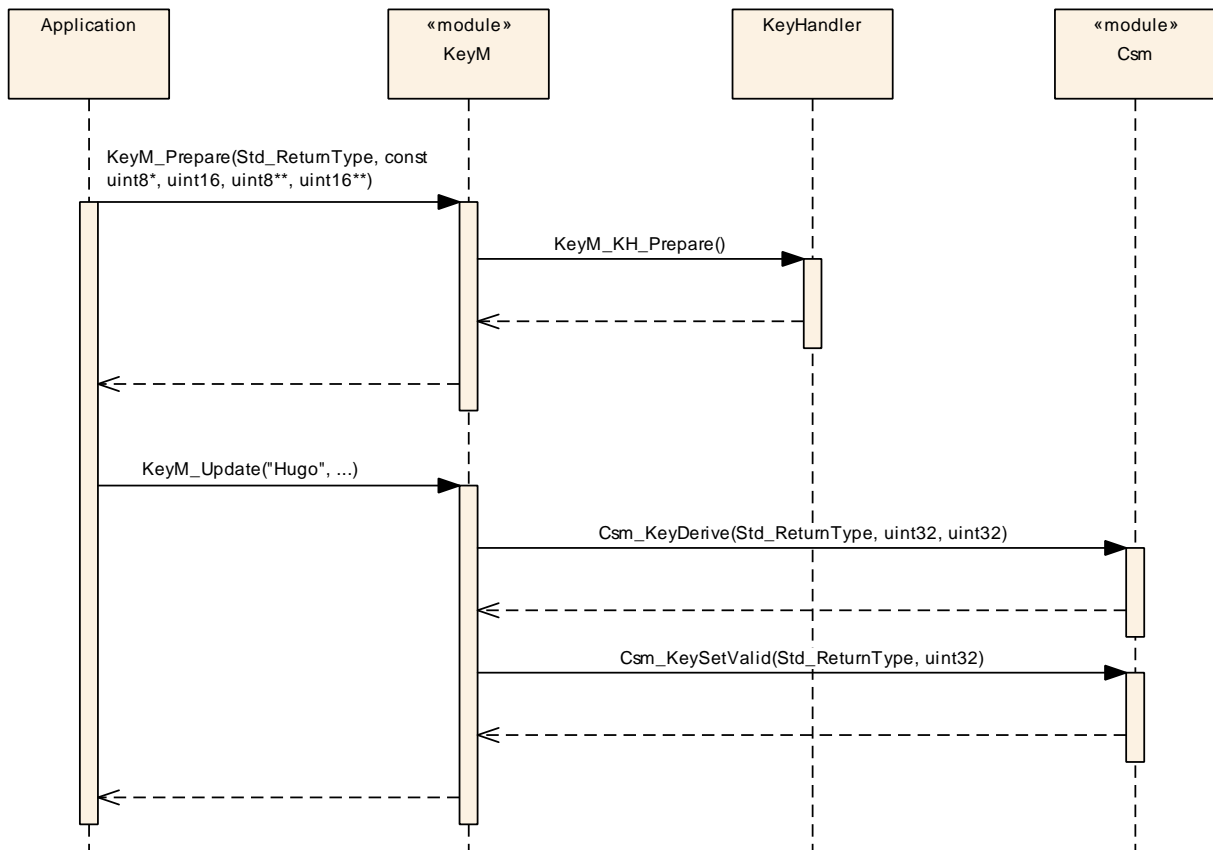 Application
«module»
KeyM
KeyHandler
«module»
Csm
KeyM_Prepare(Std_ReturnType, const
uint8*, uint16, uint8**, uint16**)
KeyM_KH_Prepare()
KeyM_Update("Hugo", ...)
Csm_KeyDerive(Std_ReturnType, uint32, uint32)
Csm_KeySetValid(Std_ReturnType, uint32)